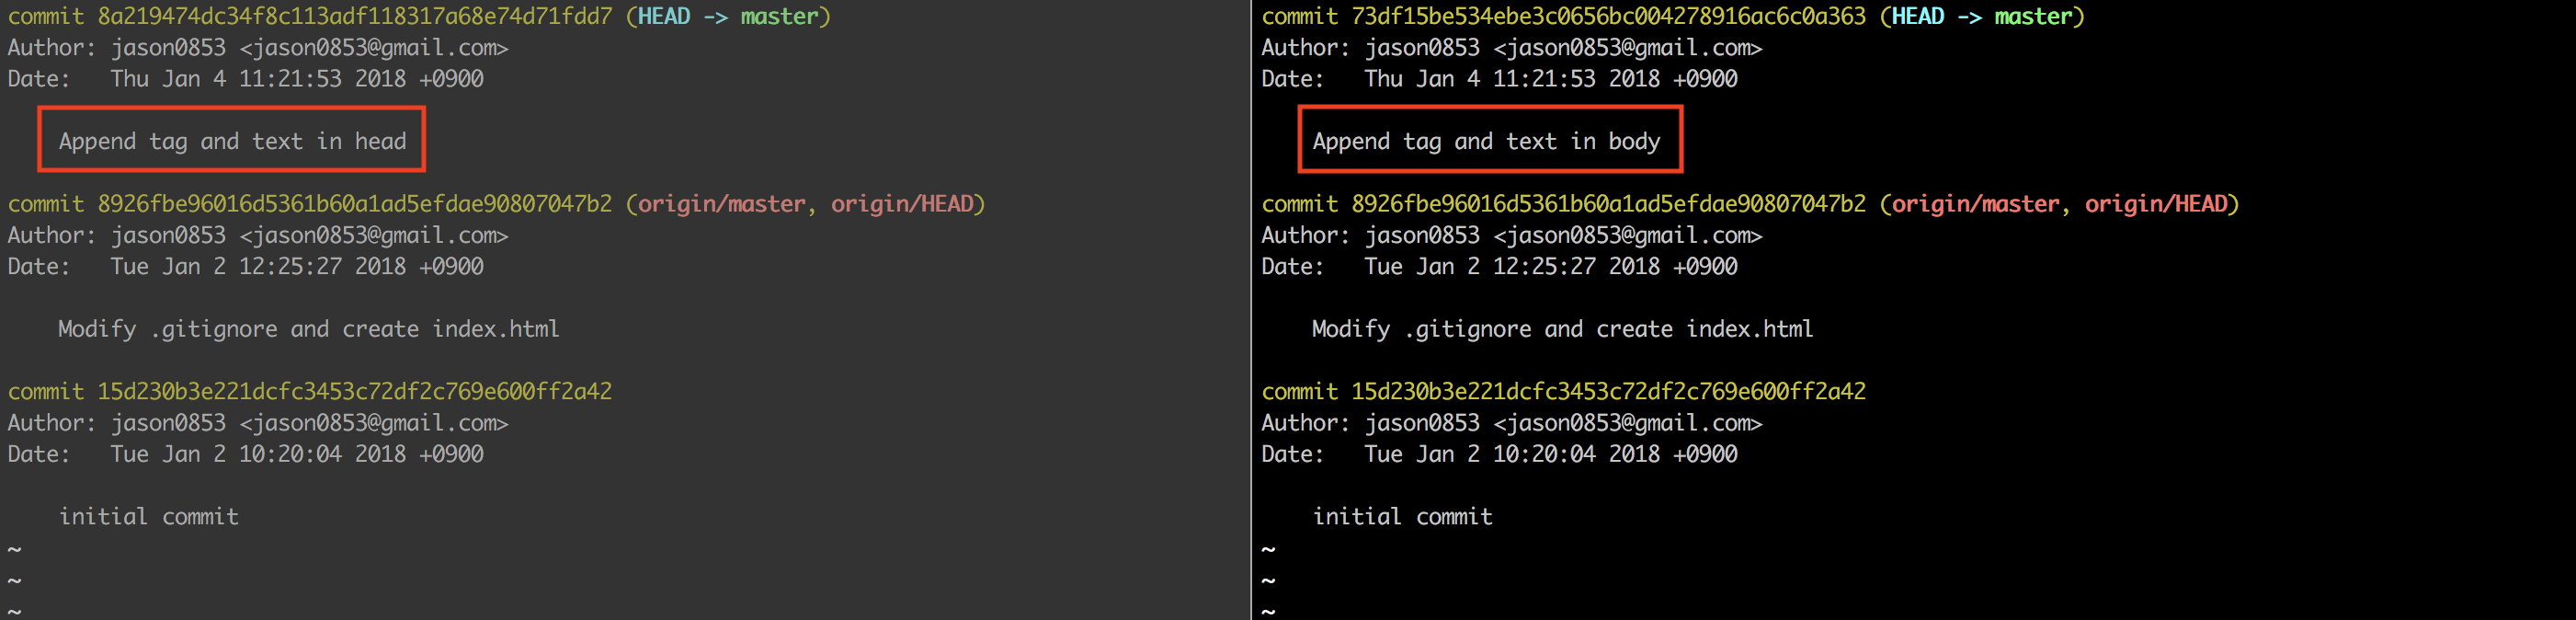 commit 8a219474dc34f8c113adf118317a68e74d71fdd7 (HEAD -> master)
Author: jason0853 <jason0853@gmail.com>
Date:   Thu Jan 4 11:21:53 2018 +0900
Append tag and text in head
commit 8926fbe96016d5361b60a1ad5efdae90807047b2 (origin/master, origin/HEAD)
Author: jason0853 <jason0853@gmail.com>
Date:   Tue Jan 2 12:25:27 2018 +0900
Modify .gitignore and create index.html
commit 15d230b3e221dcfc3453c72df2c769e600ff2a42
Author: jason0853 <jason0853@gmail.com>
Date:   Tue Jan 2 10:20:04 2018 +0900
initial commit
~
~
~
commit 73df15be534ebe3c0656bc004278916ac6c0a363 (HEAD -> master)
Author: jason0853 <jason0853@gmail.com>
Date:   Thu Jan 4 11:21:53 2018 +0900
Append tag and text in body
commit 8926fbe96016d5361b60a1ad5efdae90807047b2 (origin/master, origin/HEAD)
Author: jason0853 <jason0853@gmail.com>
Date:   Tue Jan 2 12:25:27 2018 +0900
Modify .gitignore and create index.html
commit 15d230b3e221dcfc3453c72df2c769e600ff2a42
Author: jason0853 <jason0853@gmail.com>
Date:   Tue Jan 2 10:20:04 2018 +0900
initial commit
~
~
~